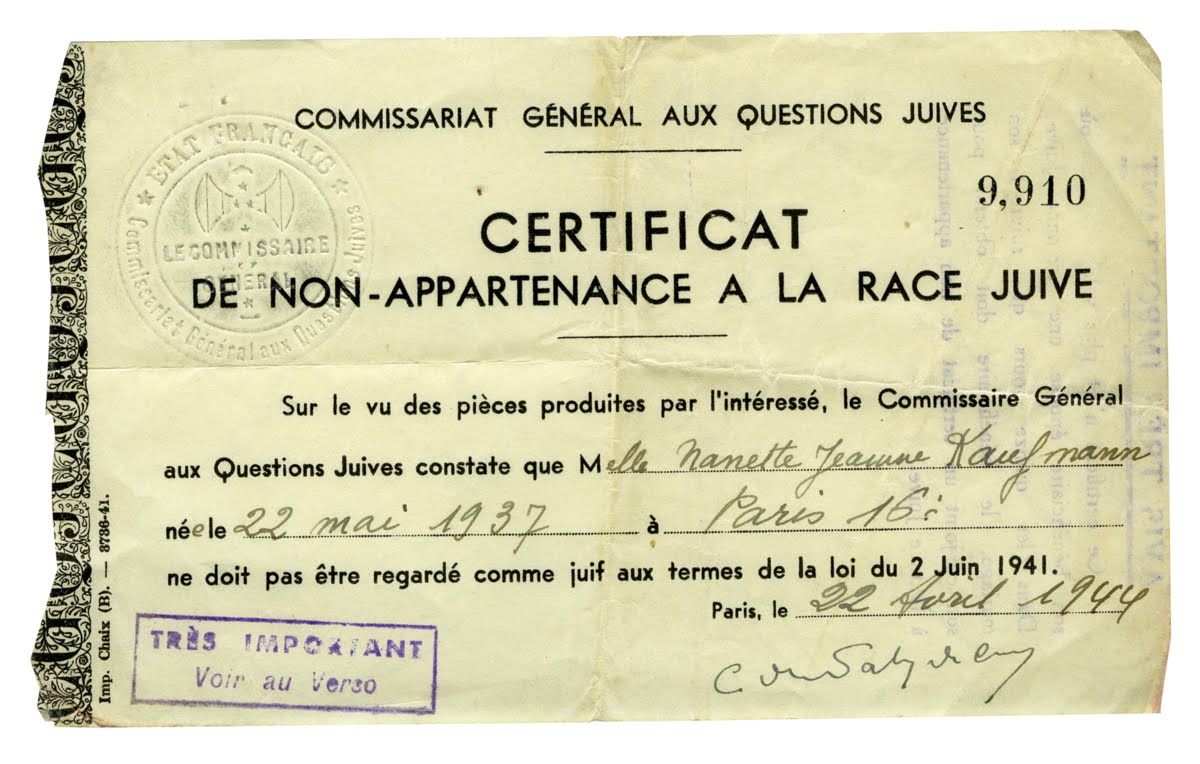 COMMISSARIAT GÉNÉRAL AUX QUESTIONS JUIVES
★ ETAT FRANÇAIS ★
Commissariat Général aux Questions Juives
LE COMMISSAIRE
GÉNÉRAL
9,910
CERTIFICAT
DE NON-APPARTENANCE A LA RACE JUIVE
Sur le vu des pièces produites par l'intéressé, le Commissaire Général
aux Questions Juives constate que Melle Nanette Jeanne Kaufmann
née le 22 mai 1937 à Paris 16:
ne doit pas être regardé comme juif aux termes de la loi du 2 Juin 1941.
Paris, le 22 Avril 1944
TRÈS IMPORTANT
Voir au Verso
Imp. Chaix (B). — 3736-41.